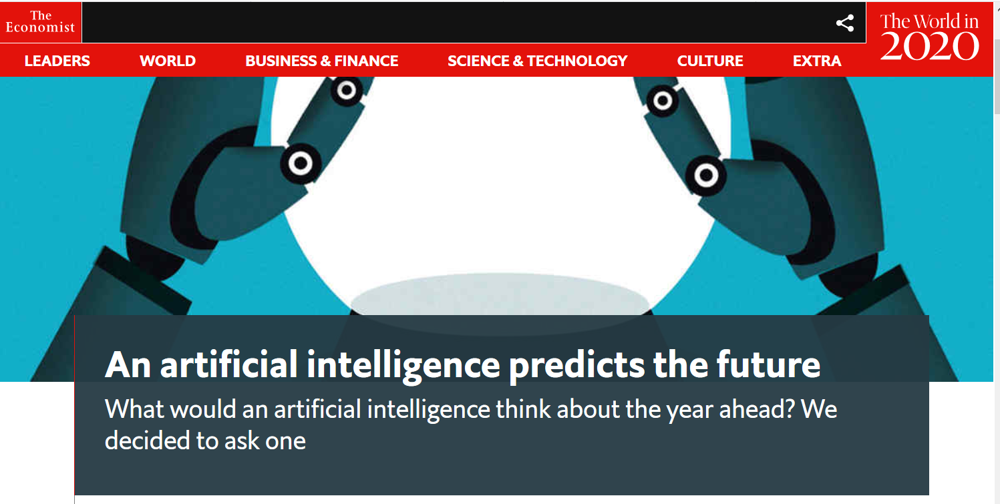 The
Economist
The World in
2020
LEADERS WORLD BUSINESS & FINANCE SCIENCE & TECHNOLOGY CULTURE EXTRA
An artificial intelligence predicts the future
What would an artificial intelligence think about the year ahead? We
decided to ask one